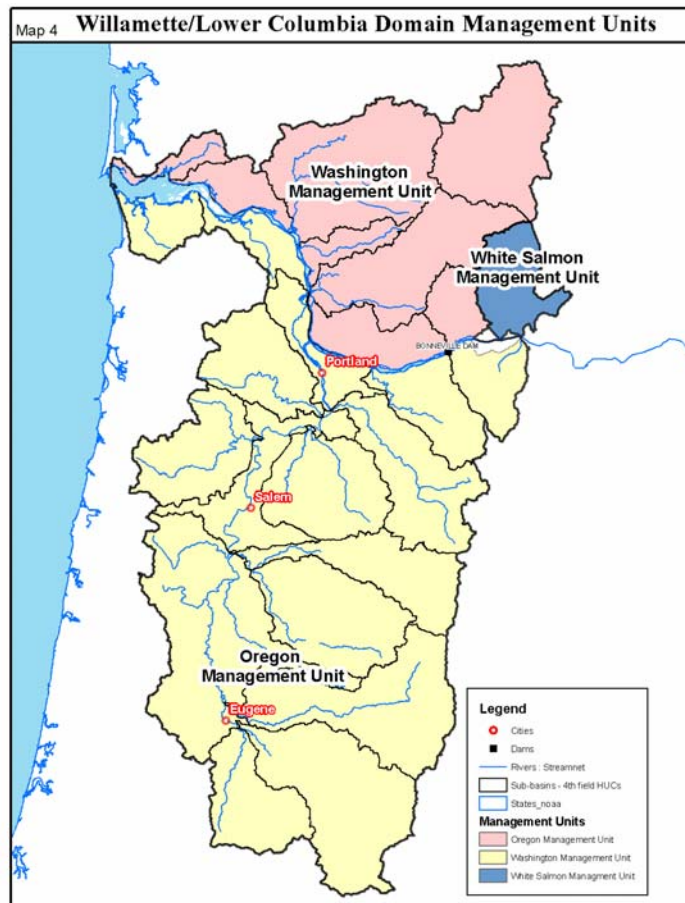 Map 4
Willamette/Lower Columbia Domain Management Units
Washington
Management Unit
White Salmon
Management Unit
BONNEVILLE DAM
Portland
Salem
Oregon
Management Unit
Eugene
Legend
Cities
Dams
Rivers : Streamnet
Sub-basins - 4th field HUCs
States_noaa
Management Units
Oregon Management Unit
Washington Management Unit
White Salmon Managment Unit